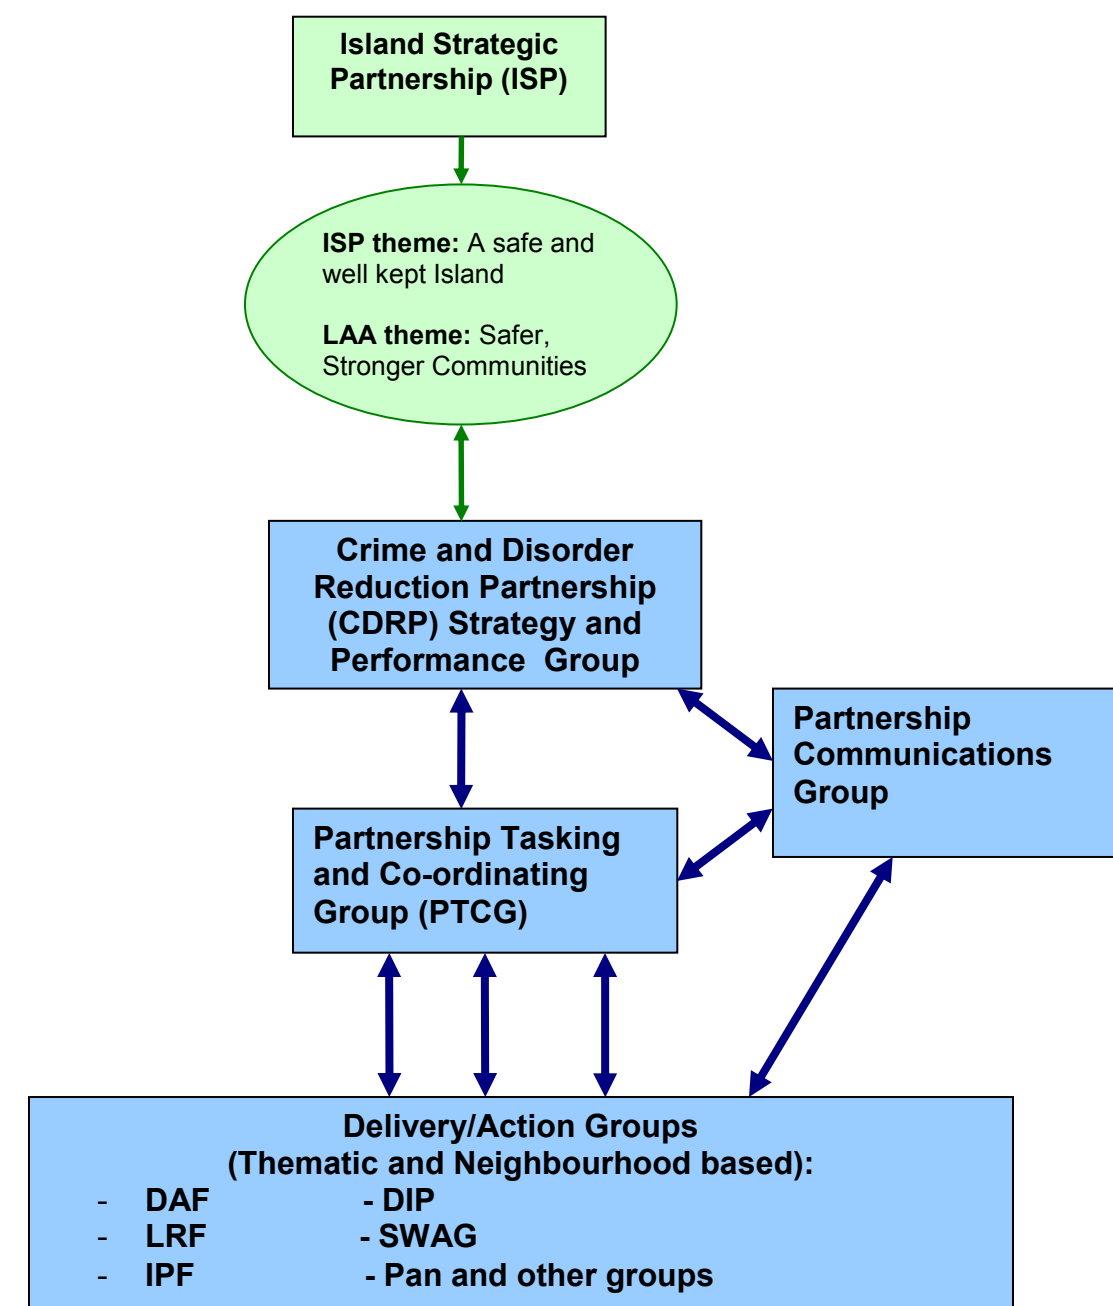 Island Strategic
Partnership (ISP)
ISP theme: A safe and
well kept Island
LAA theme: Safer,
Stronger Communities
Crime and Disorder
Reduction Partnership
(CDRP) Strategy and
Performance Group
Partnership
Communications
Group
Partnership Tasking
and Co-ordinating
Group (PTCG)
Delivery/Action Groups
(Thematic and Neighbourhood based):
- DAF - DIP
- LRF - SWAG
- IPF - Pan and other groups